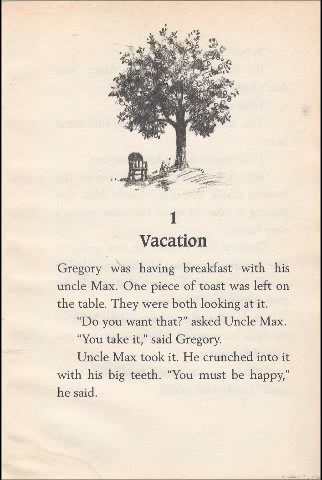 1
Vacation
Gregory was having breakfast with his
uncle Max. One piece of toast was left on
the table. They were both looking at it.
"Do you want that?" asked Uncle Max.
"You take it," said Gregory.
Uncle Max took it. He crunched into it
with his big teeth. "You must be happy,"
he said.